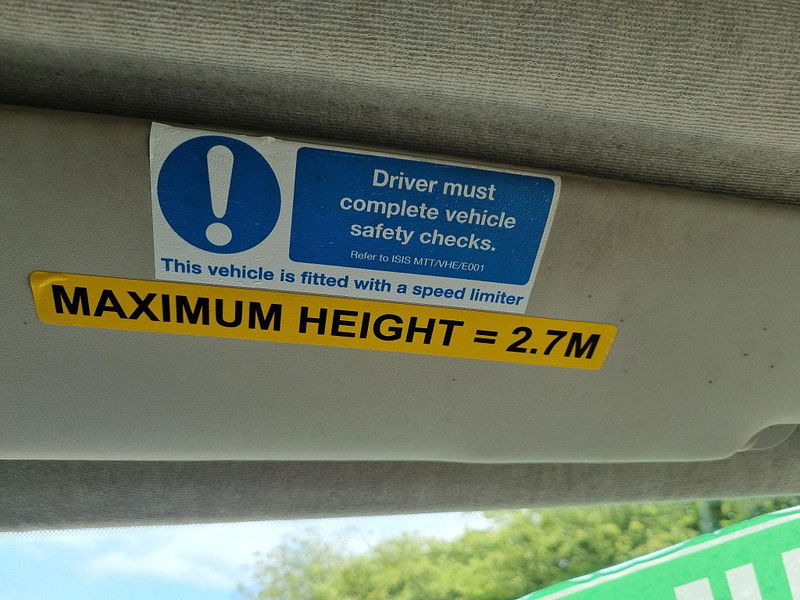 Driver must
complete vehicle
safety checks.
Refer to ISIS MTT/VHE/E001
This vehicle is fitted with a speed limiter
MAXIMUM HEIGHT = 2.7M